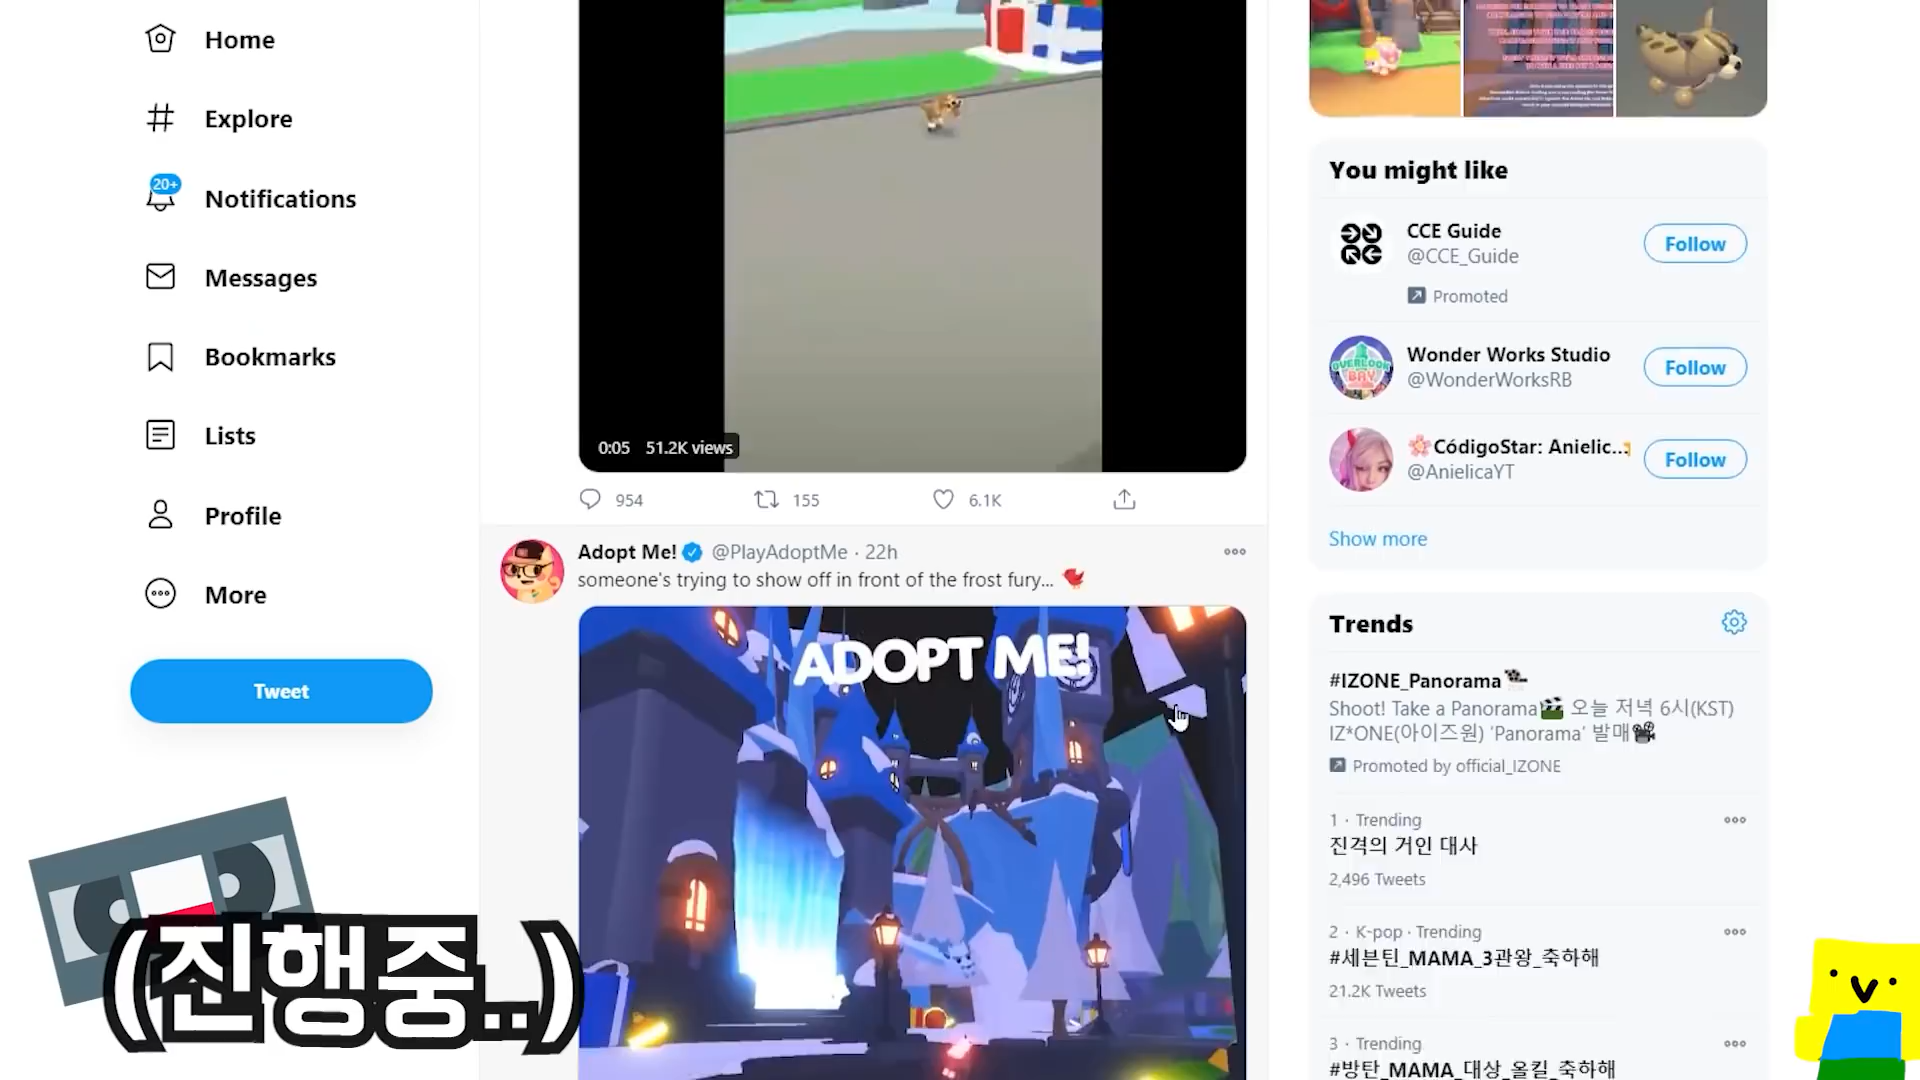 Home
Explore
20+
Notifications
Messages
Bookmarks
Lists
Profile
More
Tweet
(진행중..)
0:05 51.2K views
954 155 6.1K
Adopt Me! @PlayAdoptMe · 22h
someone's trying to show off in front of the frost fury...
ADOPT ME!
You might like
CCE Guide
@CCE_Guide
Promoted
Follow
OVERLOOK BAY
Wonder Works Studio
@WonderWorksRB
Follow
CódigoStar: Anielic...
@AnielicaYT
Follow
Show more
Trends
#IZONE_Panorama
Shoot! Take a Panorama 오늘 저녁 6시(KST)
IZ*ONE(아이즈원) 'Panorama' 발매
Promoted by official_IZONE
1 · Trending
진격의 거인 대사
2,496 Tweets
2 · K-pop · Trending
#세븐틴_MAMA_3관왕_축하해
21.2K Tweets
3 · Trending
#방탄_MAMA_대상_올킬_축하해